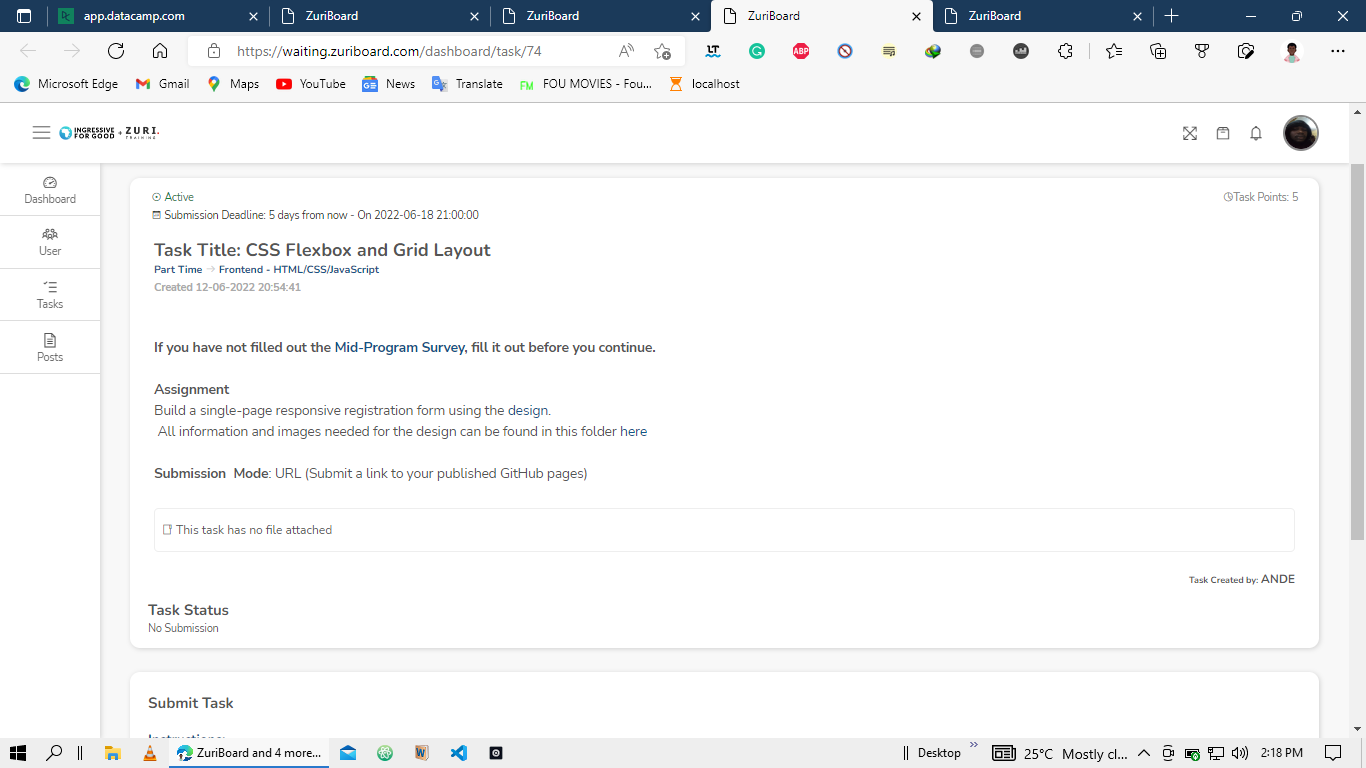 app.datacamp.com
ZuriBoard
ZuriBoard
ZuriBoard
ZuriBoard
https://waiting.zuriboard.com/dashboard/task/74
Microsoft Edge
Gmail
Maps
YouTube
News
Translate
FOU MOVIES - Fou...
localhost
INGRESSIVE FOR GOOD + ZURI. TRAINING
Dashboard
User
Tasks
Posts
Active
Task Points: 5
Submission Deadline: 5 days from now - On 2022-06-18 21:00:00
Task Title: CSS Flexbox and Grid Layout
Part Time → Frontend - HTML/CSS/JavaScript
Created 12-06-2022 20:54:41
If you have not filled out the Mid-Program Survey, fill it out before you continue.
Assignment
Build a single-page responsive registration form using the design.
All information and images needed for the design can be found in this folder here
Submission Mode: URL (Submit a link to your published GitHub pages)
This task has no file attached
Task Created by: ANDE
Task Status
No Submission
Submit Task
Instructions:
ZuriBoard and 4 more...
Desktop
25°C Mostly cl...
2:18 PM